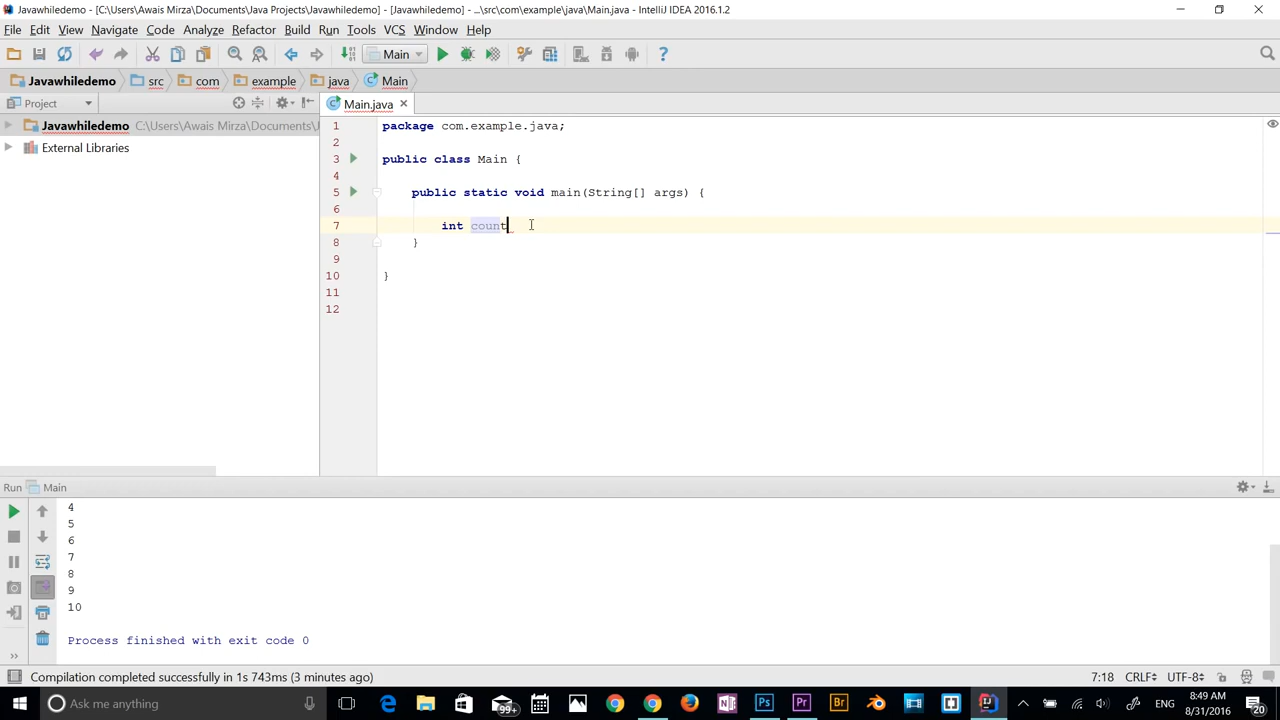 Javawhiledemo - [C:\Users\Awais Mirza\Documents\Java Projects\Javawhiledemo] - [Javawhiledemo] - ...\src\com\example\java\Main.java - IntelliJ IDEA 2016.1.2
File Edit View Navigate Code Analyze Refactor Build Run Tools VCS Window Help
Main
Javawhiledemo src com example java Main
Project
Main.java
Javawhiledemo C:\Users\Awais Mirza\Documents\J
External Libraries
1 package com.example.java;
2
3 public class Main {
4
5 public static void main(String[] args) {
6
7 int count
8 }
9
10 }
11
12
Run Main
4
5
6
7
8
9
10
Process finished with exit code 0
Compilation completed successfully in 1s 743ms (3 minutes ago)
7:18 CRLF UTF-8
Ask me anything
99+
ENG
8:49 AM
8/31/2016
20